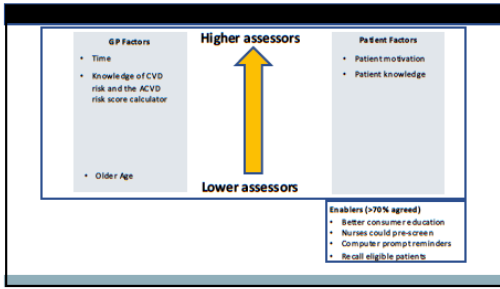 Higher assessors
GP Factors
• Time
• Knowledge of CVD
risk and the ACVD
risk score calculator
• Older Age
Patient Factors
• Patient motivation
• Patient knowledge
Lower assessors
Enablers (>70% agreed)
• Better consumer education
• Nurses could pre-screen
• Computer prompt reminders
• Recall eligible patients